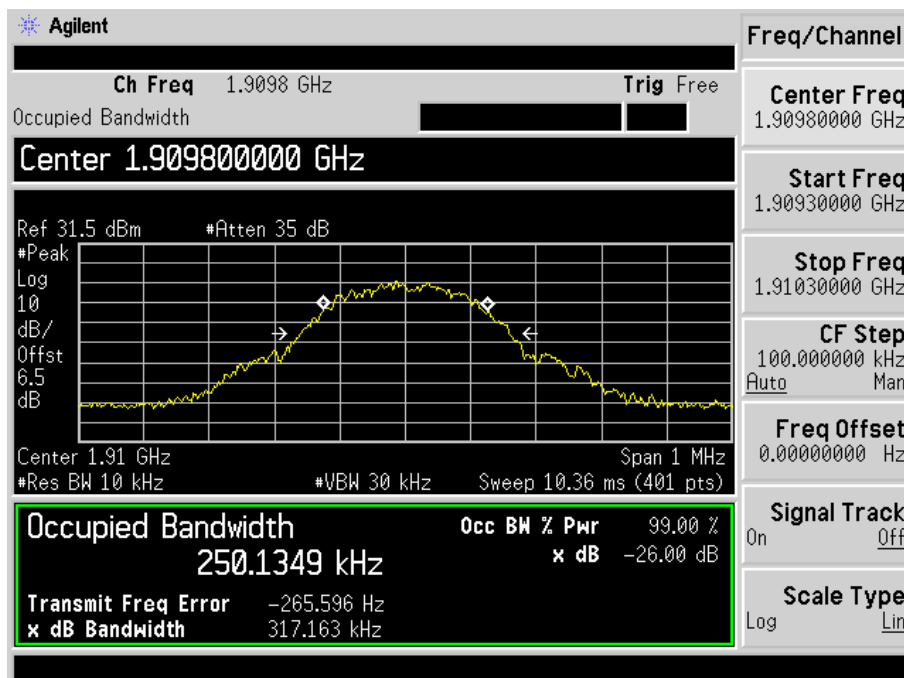 Agilent
Freq/Channel
Ch Freq 1.9098 GHz Trig Free
Occupied Bandwidth
Center 1.909800000 GHz
Ref 31.5 dBm #Atten 35 dB
#Peak
Log
10
dB/
Offst
6.5
dB
Center 1.91 GHz Span 1 MHz
#Res BW 10 kHz #VBW 30 kHz Sweep 10.36 ms (401 pts)
Occupied Bandwidth Occ BW % Pwr 99.00 %
250.1349 kHz x dB -26.00 dB
Transmit Freq Error -265.596 Hz
x dB Bandwidth 317.163 kHz
Center Freq
1.90980000 GHz
Start Freq
1.90930000 GHz
Stop Freq
1.91030000 GHz
CF Step
100.000000 kHz
Auto Man
Freq Offset
0.00000000 Hz
Signal Track
On Off
Scale Type
Log Lin